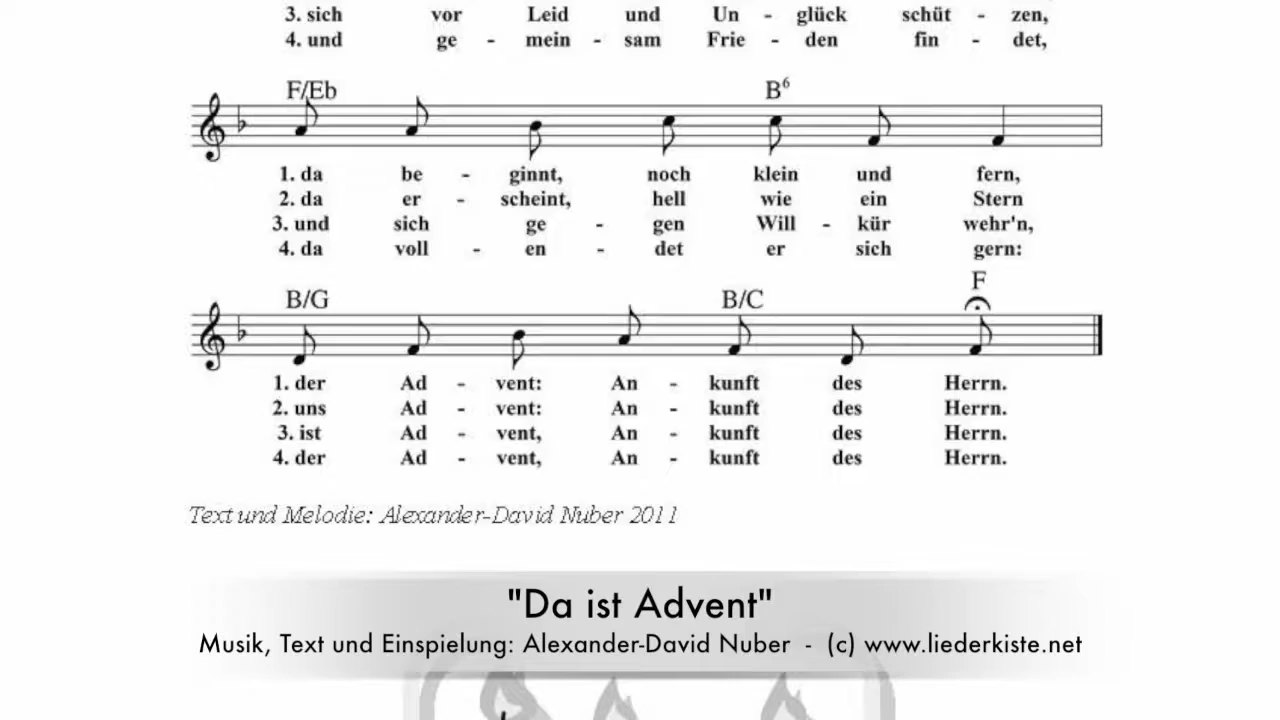 3. sich vor Leid und Un - glück schüt - zen,
4. und ge - mein - sam Frie - den fin - det,
F/Eb B6
1. da be - ginnt, noch klein und fern,
2. da er - scheint, hell wie ein Stern
3. und sich ge - gen Will - kür wehr'n,
4. da voll - en - det er sich gern:
B/G B/C F
1. der Ad - vent: An - kunft des Herrn.
2. uns Ad - vent: An - kunft des Herrn.
3. ist Ad - vent, An - kunft des Herrn.
4. der Ad - vent, An - kunft des Herrn.
Text und Melodie: Alexander-David Nuber 2011
"Da ist Advent"
Musik, Text und Einspielung: Alexander-David Nuber - (c) www.liederkiste.net